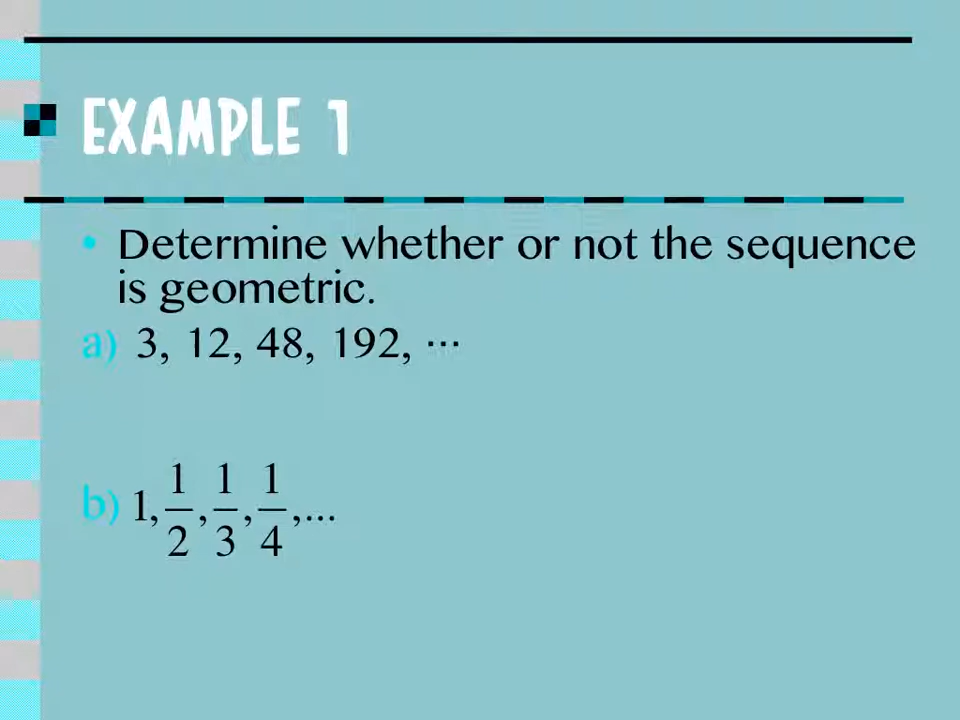 EXAMPLE 1
• Determine whether or not the sequence
is geometric.
a) 3, 12, 48, 192, ⋯
b) 1, 1/2, 1/3, 1/4, ...